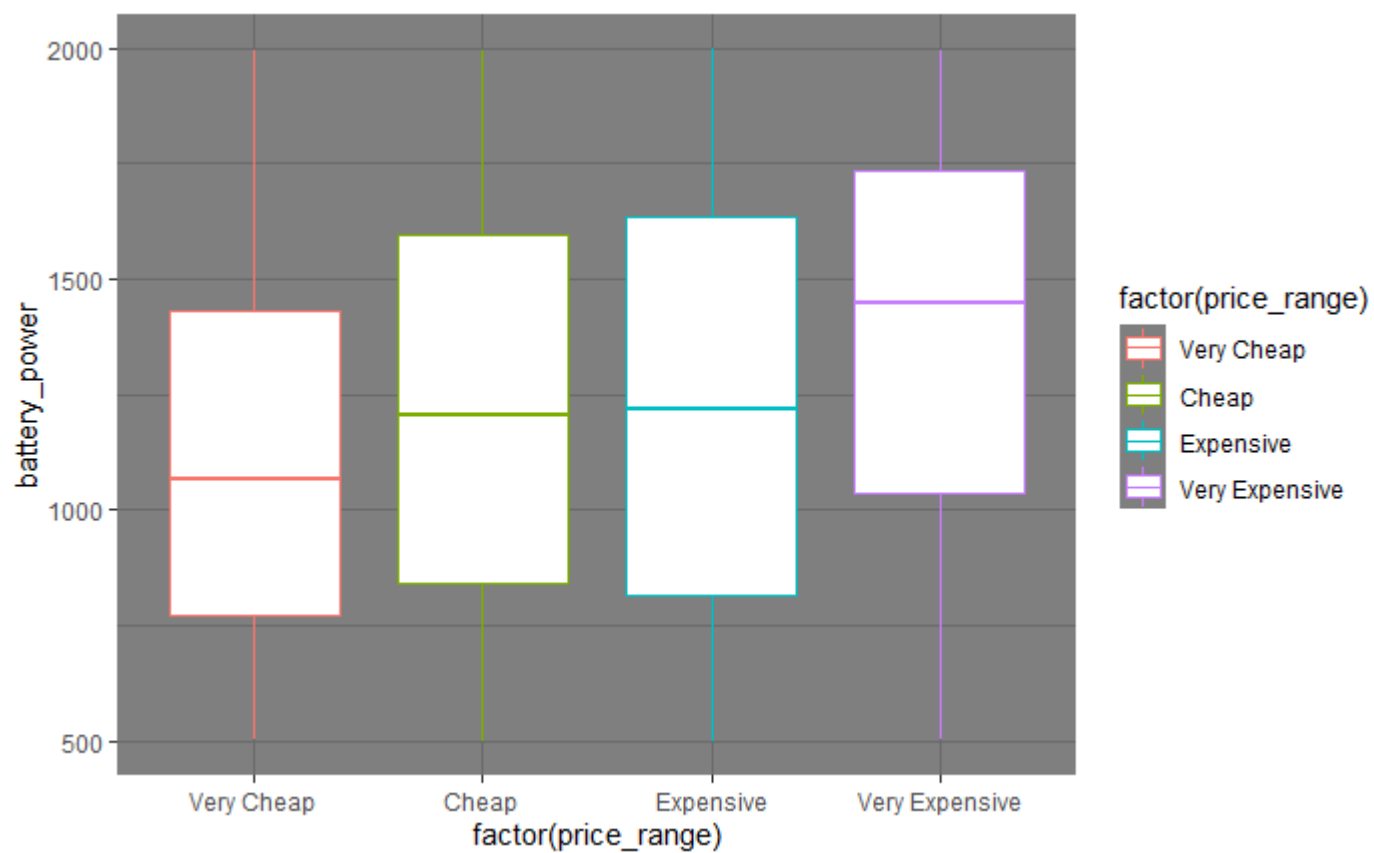 2000
1500
1000
500
battery_power
Very Cheap
Cheap
Expensive
Very Expensive
factor(price_range)
factor(price_range)
Very Cheap
Cheap
Expensive
Very Expensive